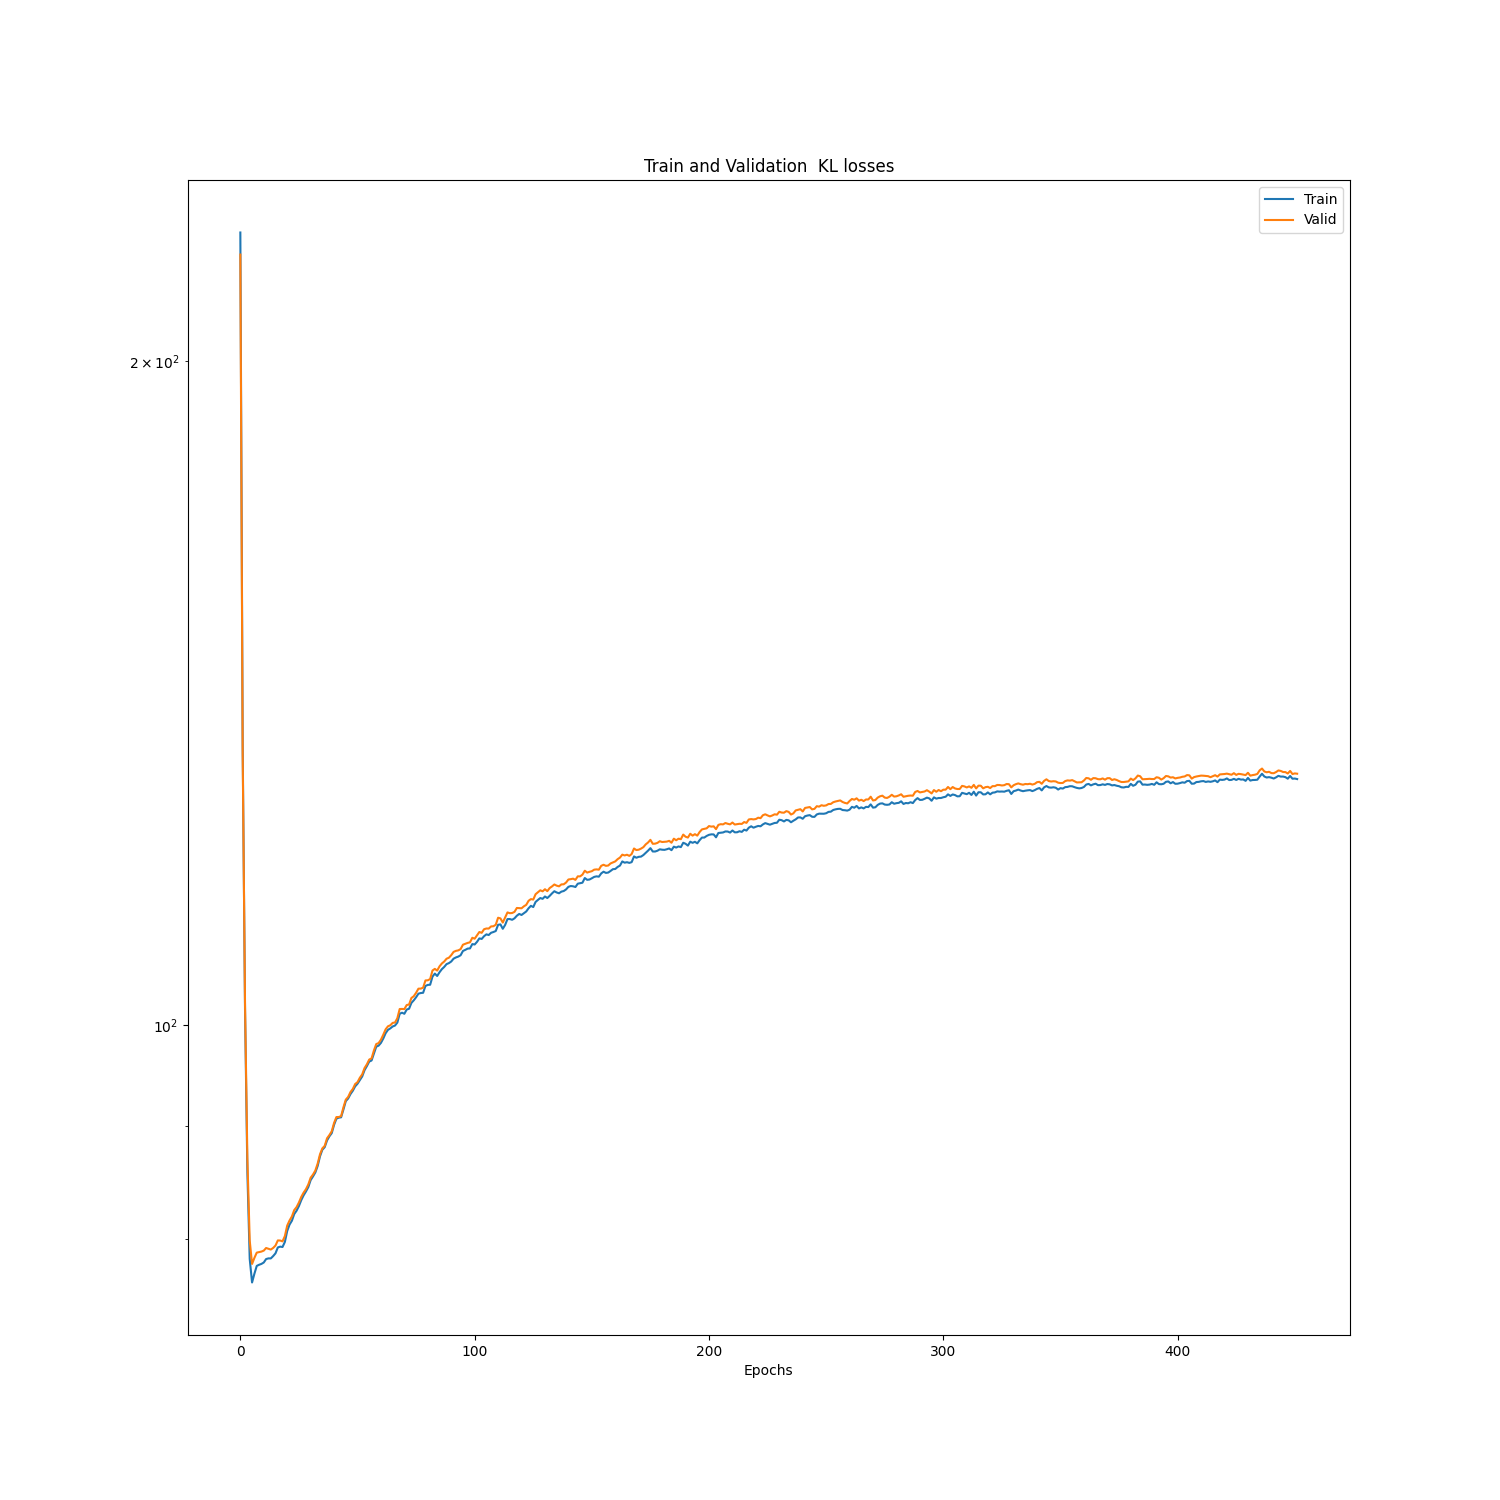 Train and Validation  KL losses
Train
Valid
2 × 10²
10²
0 100 200 300 400
Epochs